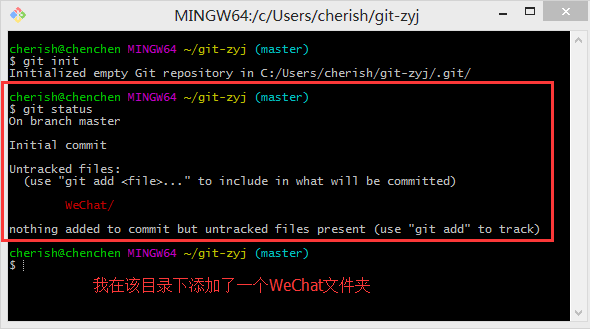 MINGW64:/c/Users/cherish/git-zyj
cherish@chenchen MINGW64 ~/git-zyj (master)
$ git init
Initialized empty Git repository in C:/Users/cherish/git-zyj/.git/
cherish@chenchen MINGW64 ~/git-zyj (master)
$ git status
On branch master
Initial commit
Untracked files:
(use "git add <file>..." to include in what will be committed)
WeChat/
nothing added to commit but untracked files present (use "git add" to track)
cherish@chenchen MINGW64 ~/git-zyj (master)
$
我在该目录下添加了一个WeChat文件夹